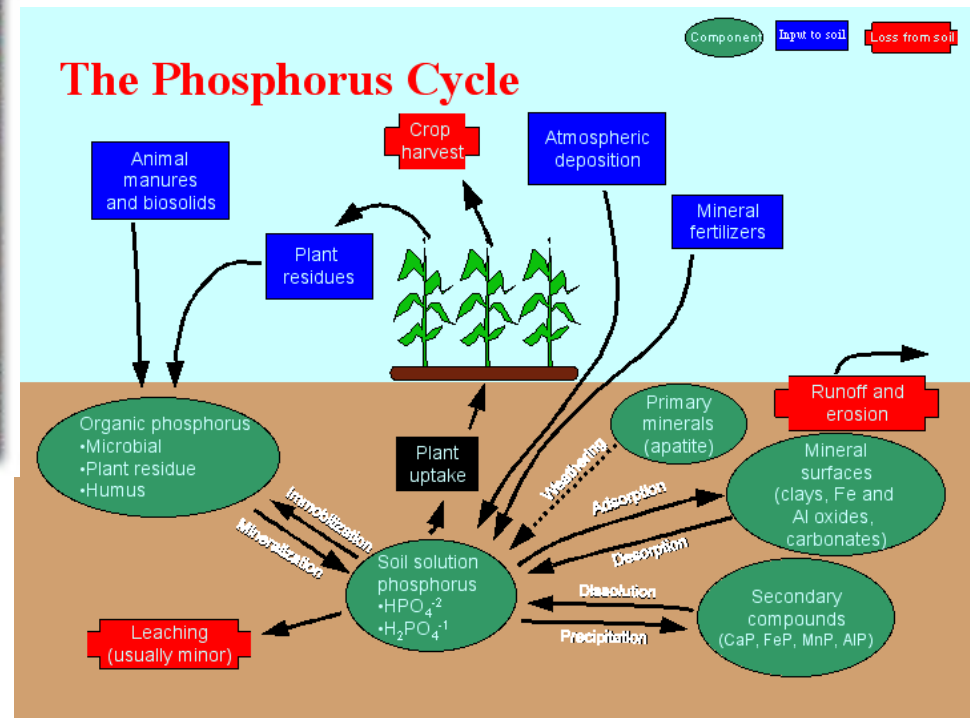 Component
Input to soil
Loss from soil
The Phosphorus Cycle
Crop
harvest
Atmospheric
deposition
Animal
manures
and biosolids
Mineral
fertilizers
Plant
residues
Organic phosphorus
•Microbial
•Plant residue
•Humus
Plant
uptake
Primary
minerals
(apatite)
Runoff and
erosion
Mineral
surfaces
(clays, Fe and
Al oxides,
carbonates)
Weathering
Adsorption
Desorption
Immobilization
Mineralization
Soil solution
phosphorus
•HPO₄⁻²
•H₂PO₄⁻¹
Dissolution
Precipitation
Secondary
compounds
(CaP, FeP, MnP, AlP)
Leaching
(usually minor)